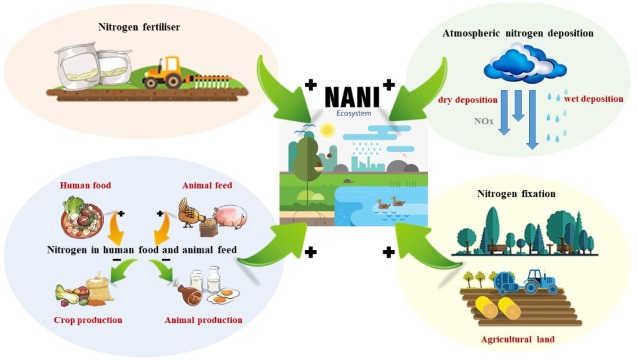 Nitrogen fertiliser
Atmospheric nitrogen deposition
+ NANI +
Ecosystem
dry deposition
wet deposition
NOx
Human food
Animal feed
+ +
Nitrogen in human food and animal feed
− −
Crop production
Animal production
+ +
Nitrogen fixation
Agricultural land